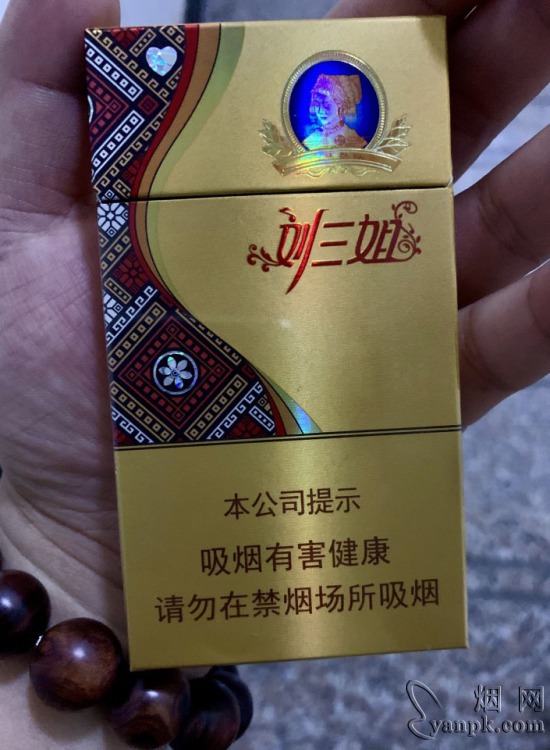 刘三姐
本公司提示
吸烟有害健康
请勿在禁烟场所吸烟
烟网
yanpk.com